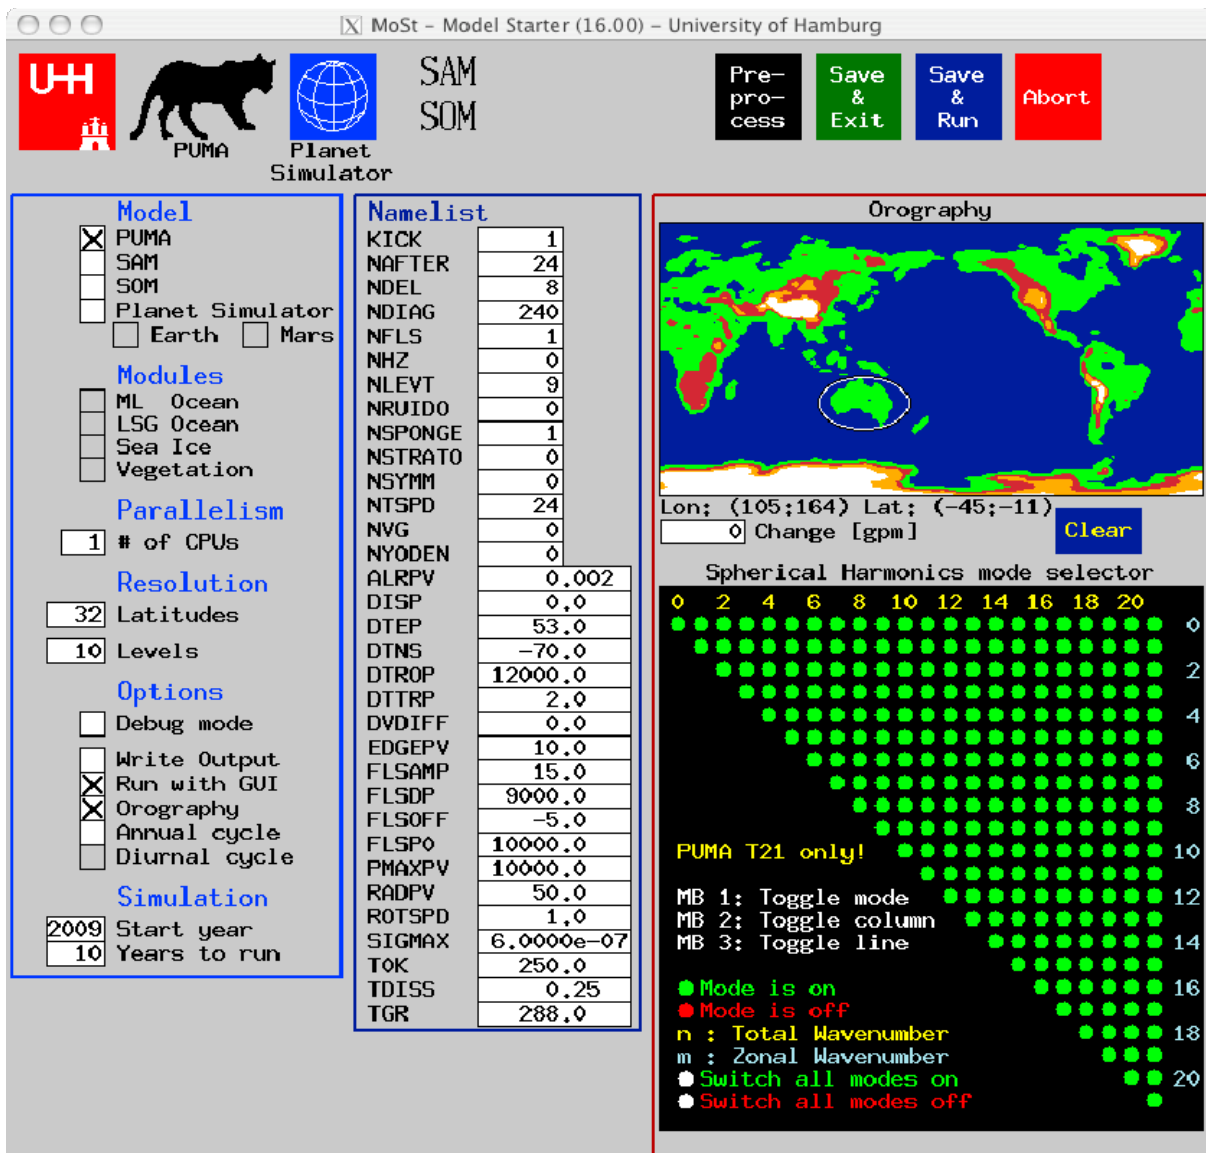 MoSt - Model Starter (16.00) - University of Hamburg
UH
PUMA
Planet
Simulator
SAM
SOM
Pre-
pro-
cess
Save
&
Exit
Save
&
Run
Abort
Model
PUMA
SAM
SOM
Planet Simulator
Earth Mars
Modules
ML Ocean
LSG Ocean
Sea Ice
Vegetation
Parallelism
1 # of CPUs
Resolution
32 Latitudes
10 Levels
Options
Debug mode
Write Output
Run with GUI
Orography
Annual cycle
Diurnal cycle
Simulation
2009 Start year
10 Years to run
Namelist
KICK 1
NAFTER 24
NDEL 8
NDIAG 240
NFLS 1
NHZ 0
NLEVT 9
NRUIDO 0
NSPONGE 1
NSTRATO 0
NSYMM 0
NTSPD 24
NVG 0
NYODEN 0
ALRPV 0.002
DISP 0.0
DTEP 53.0
DTNS -70.0
DTROP 12000.0
DTTRP 2.0
DVDIFF 0.0
EDGEPV 10.0
FLSAMP 15.0
FLSDP 9000.0
FLSOFF -5.0
FLSP0 10000.0
PMAXPV 10000.0
RADPV 50.0
ROTSPD 1.0
SIGMAX 6.0000e-07
T0K 250.0
TDISS 0.25
TGR 288.0
Orography
Lon: (105:164) Lat: (-45:-11)
0 Change [gpm]
Clear
Spherical Harmonics mode selector
0 2 4 6 8 10 12 14 16 18 20
0
2
4
6
8
PUMA T21 only! 10
MB 1: Toggle mode 12
MB 2: Toggle column
MB 3: Toggle line 14
Mode is on 16
Mode is off
n : Total Wavenumber 18
m : Zonal Wavenumber
Switch all modes on 20
Switch all modes off